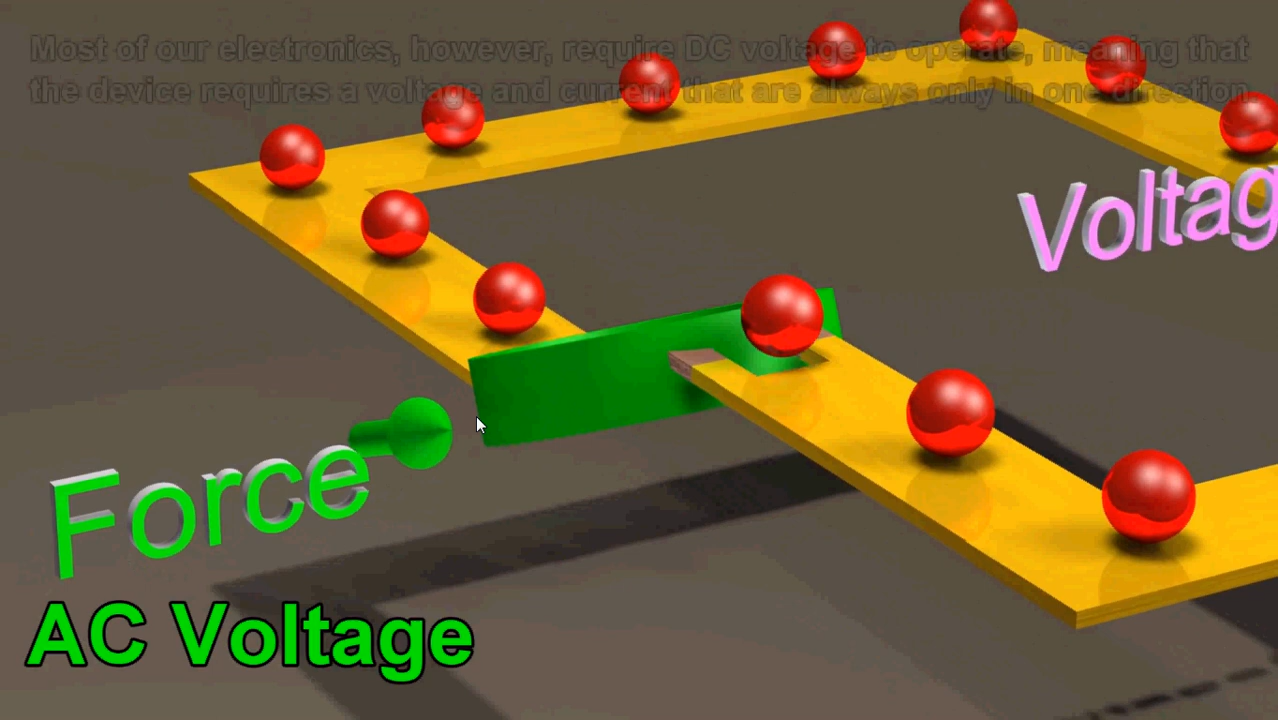 Most of our electronics, however, require DC voltage to operate, meaning that
the device requires a voltage and current that are always only in one direction.
Voltag
Force
AC Voltage